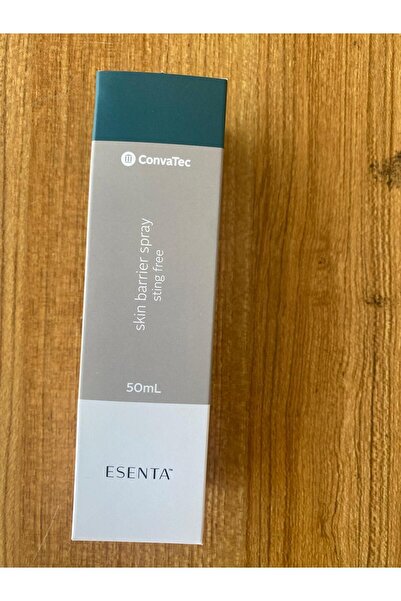 ConvaTec
skin barrier spray
sting free
50mL
ESENTA™